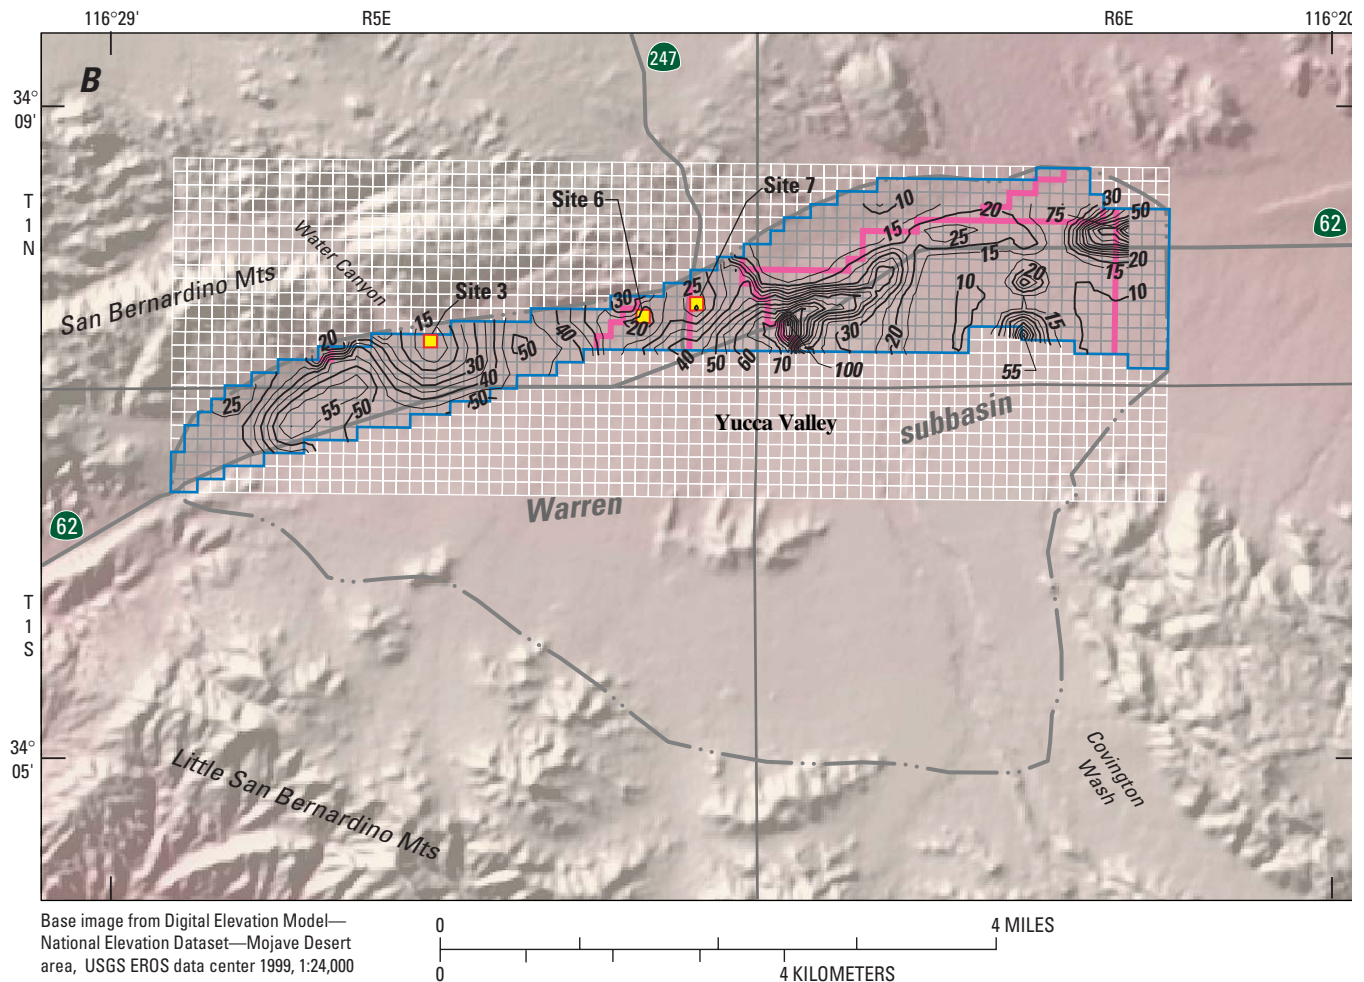 116°29'
R5E
R6E
116°20
B
247
34°
09'
T
1
N
Site 7
Site 6
10
15
20
75
30
50
62
25
15
20
15
10
Water Canyon
San Bernardino Mts
Site 3
15
20
30
25
20
40
50
30
40
50
40
50
60
70
100
30
20
10
20
15
55
25
55
50
Yucca Valley
subbasin
Warren
62
T
1
S
34°
05'
Little San Bernardino Mts
Covington
Wash
Base image from Digital Elevation Model—
National Elevation Dataset—Mojave Desert
area, USGS EROS data center 1999, 1:24,000
0
4 MILES
0
4 KILOMETERS